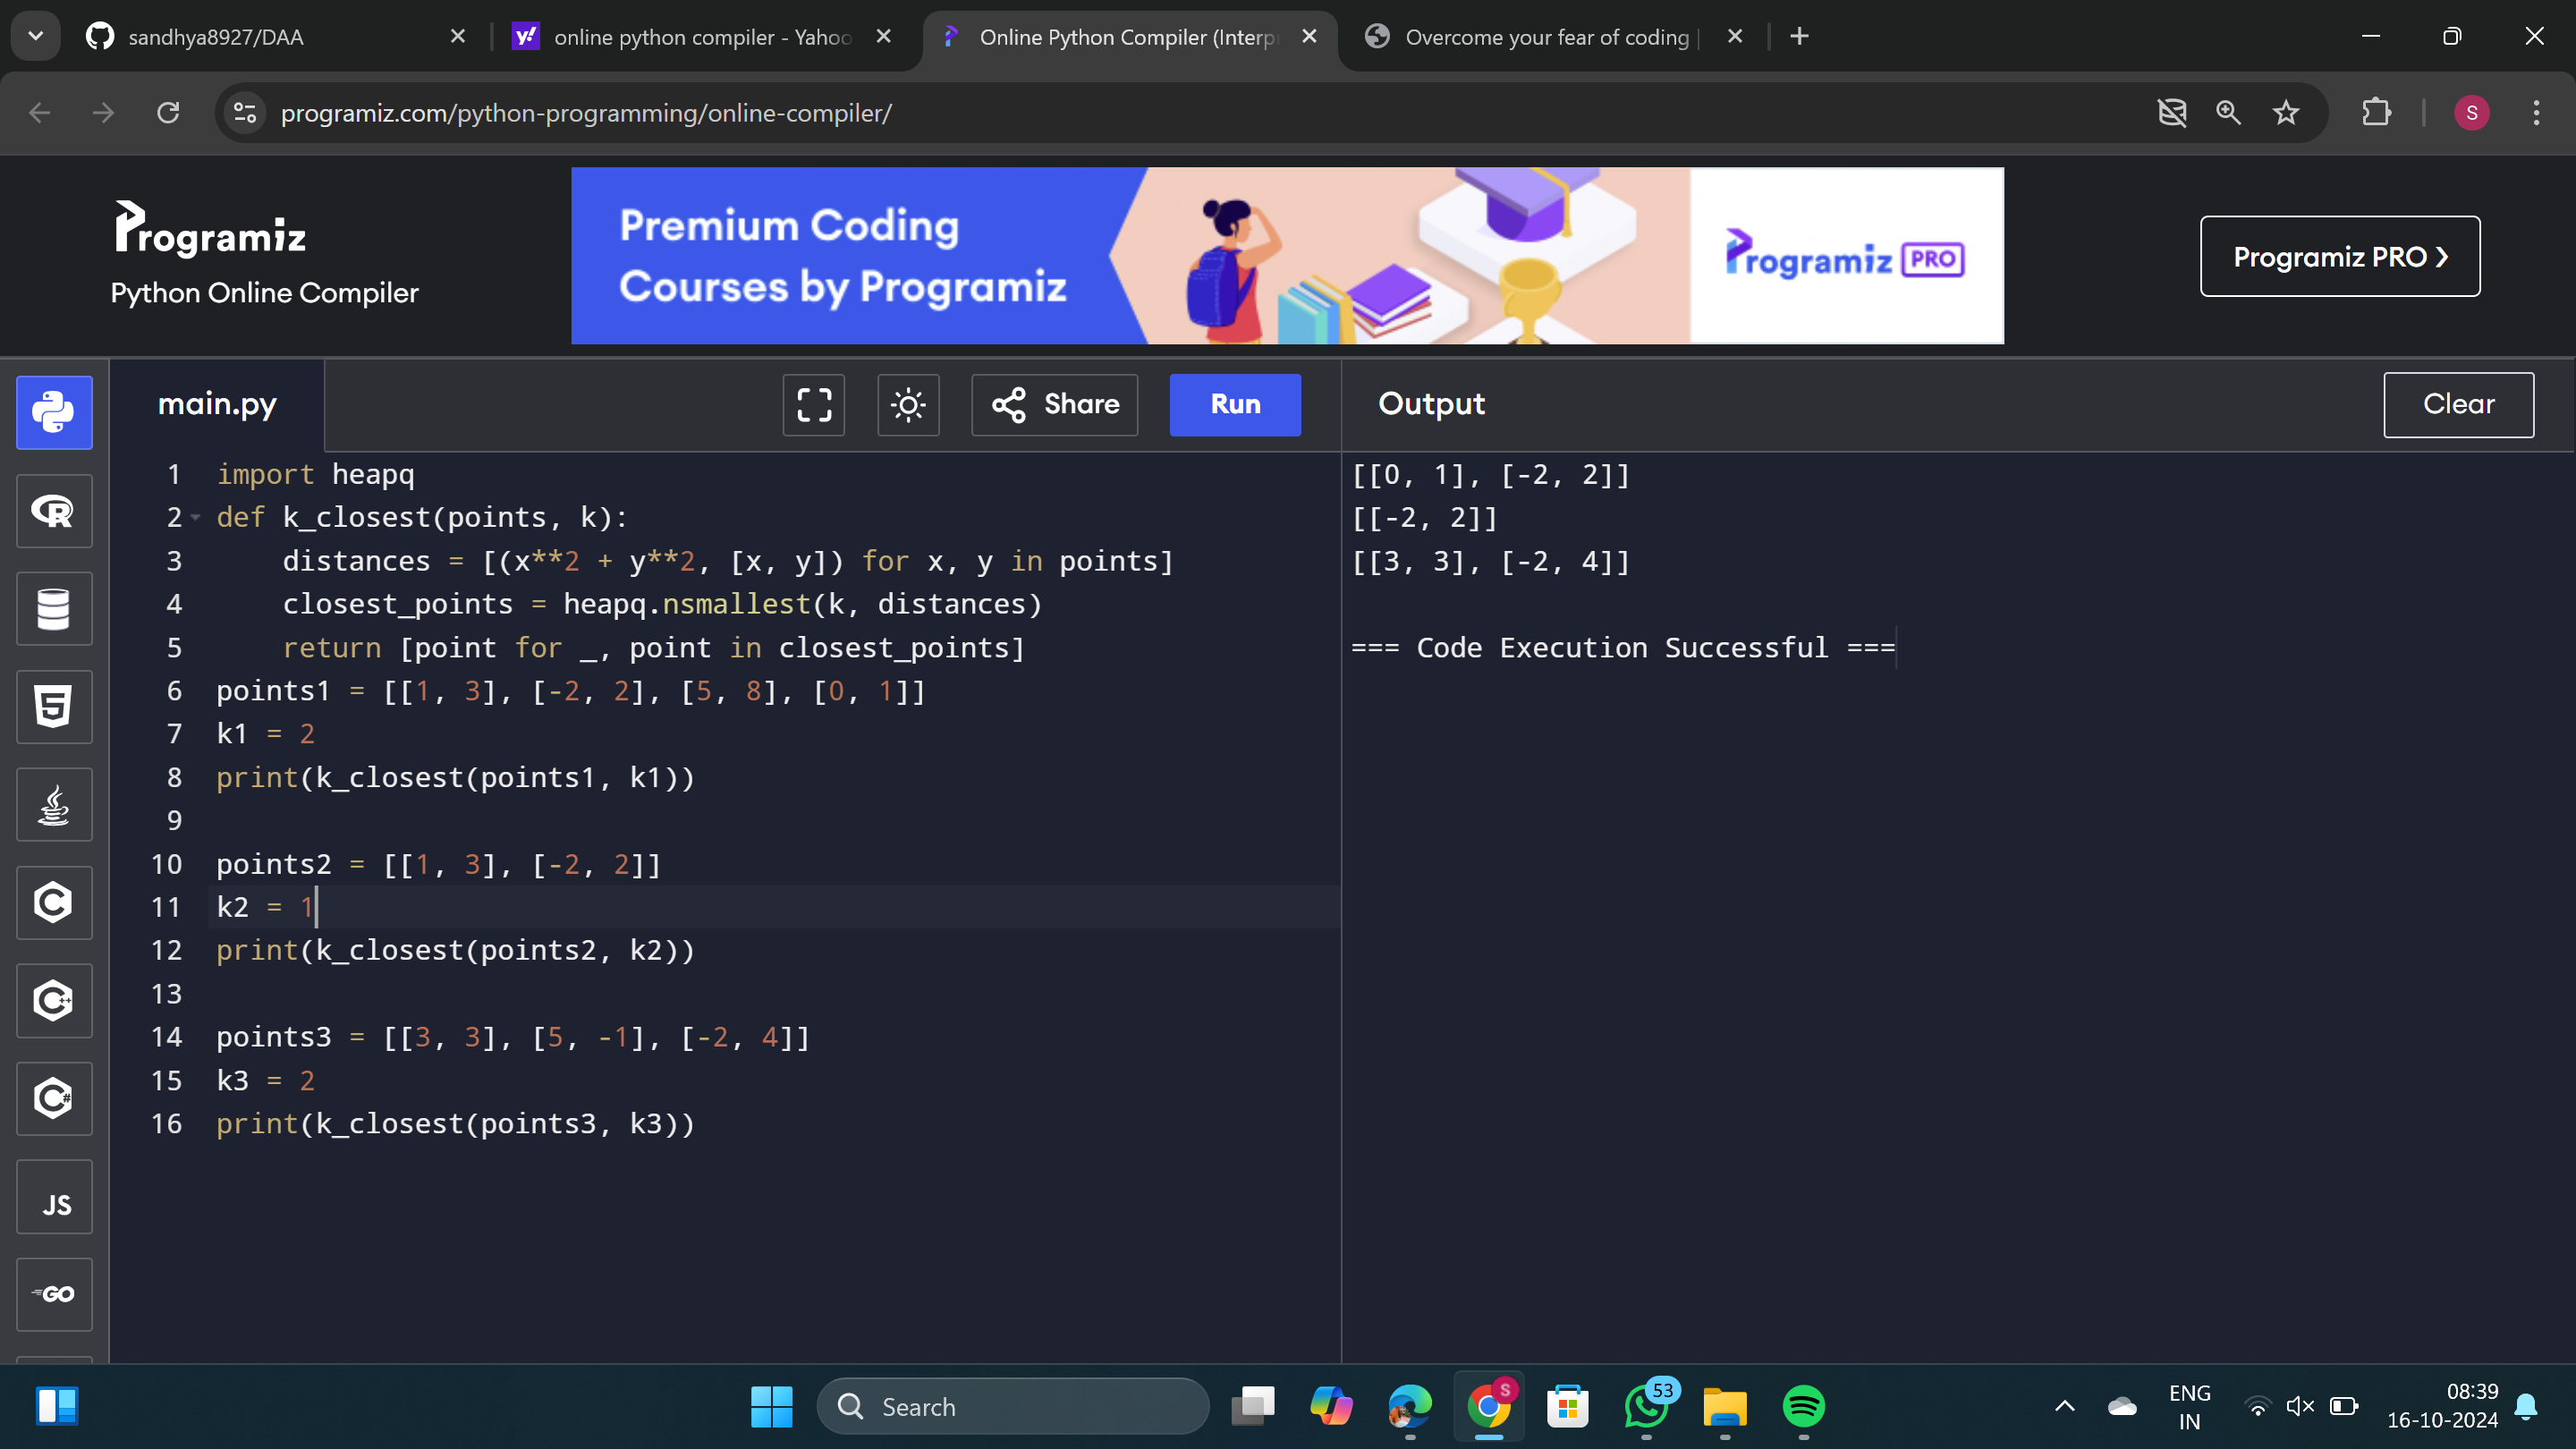 sandhya8927/DAA
online python compiler - Yahoo
Online Python Compiler (Interp
Overcome your fear of coding |
programiz.com/python-programming/online-compiler/
S
Programiz
Python Online Compiler
Premium Coding
Courses by Programiz
Programiz PRO
Programiz PRO ❯
main.py
Share
Run
Output
Clear
1 import heapq
2 def k_closest(points, k):
3     distances = [(x**2 + y**2, [x, y]) for x, y in points]
4     closest_points = heapq.nsmallest(k, distances)
5     return [point for _, point in closest_points]
6 points1 = [[1, 3], [-2, 2], [5, 8], [0, 1]]
7 k1 = 2
8 print(k_closest(points1, k1))
9
10 points2 = [[1, 3], [-2, 2]]
11 k2 = 1
12 print(k_closest(points2, k2))
13
14 points3 = [[3, 3], [5, -1], [-2, 4]]
15 k3 = 2
16 print(k_closest(points3, k3))
[[0, 1], [-2, 2]]
[[-2, 2]]
[[3, 3], [-2, 4]]
=== Code Execution Successful ===
R
5
C
C++
C#
JS
GO
Search
S
53
ENG
IN
08:39
16-10-2024